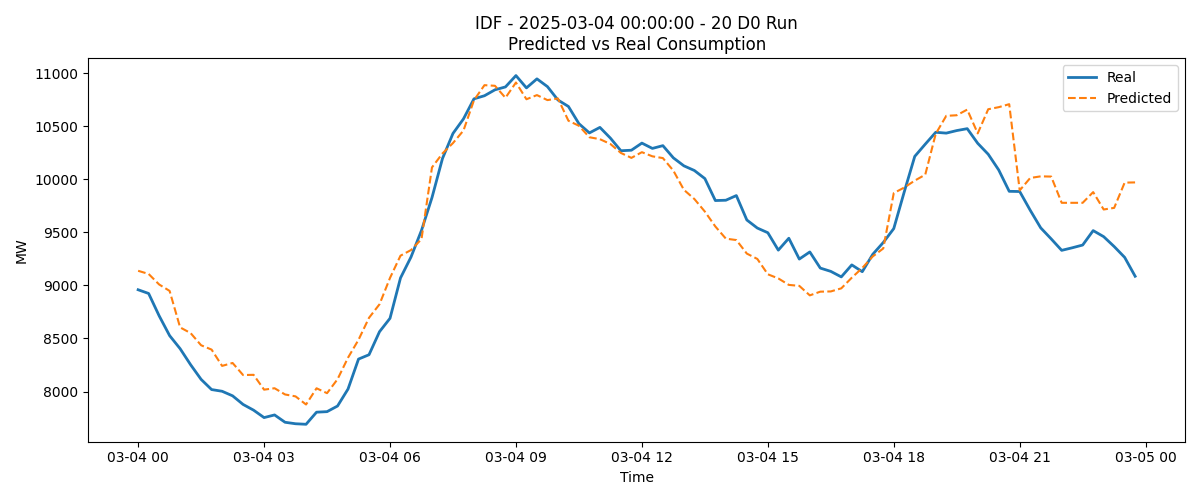 IDF - 2025-03-04 00:00:00 - 20 D0 Run
Predicted vs Real Consumption
Real
Predicted
MW
11000
10500
10000
9500
9000
8500
8000
03-04 00
03-04 03
03-04 06
03-04 09
03-04 12
03-04 15
03-04 18
03-04 21
03-05 00
Time